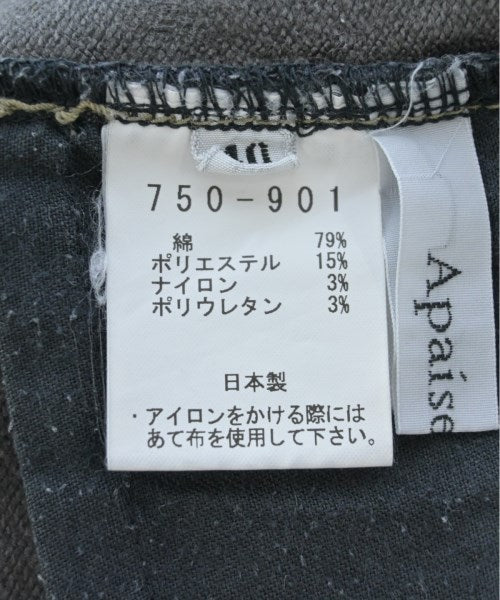 40
750-901
綿 79%
ポリエステル 15%
ナイロン 3%
ポリウレタン 3%
日本製
・アイロンをかける際には
あて布を使用して下さい。
Apaise